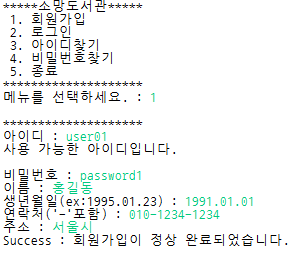 *****소망도서관*****
1. 회원가입
2. 로그인
3. 아이디찾기
4. 비밀번호찾기
5. 종료
******************
메뉴를 선택하세요. : 1
******************
아이디 : user01
사용 가능한 아이디입니다.
비밀번호 : password1
이름 : 홍길동
생년월일(ex:1995.01.23) : 1991.01.01
연락처('-'포함) : 010-1234-1234
주소 : 서울시
Success : 회원가입이 정상 완료되었습니다.